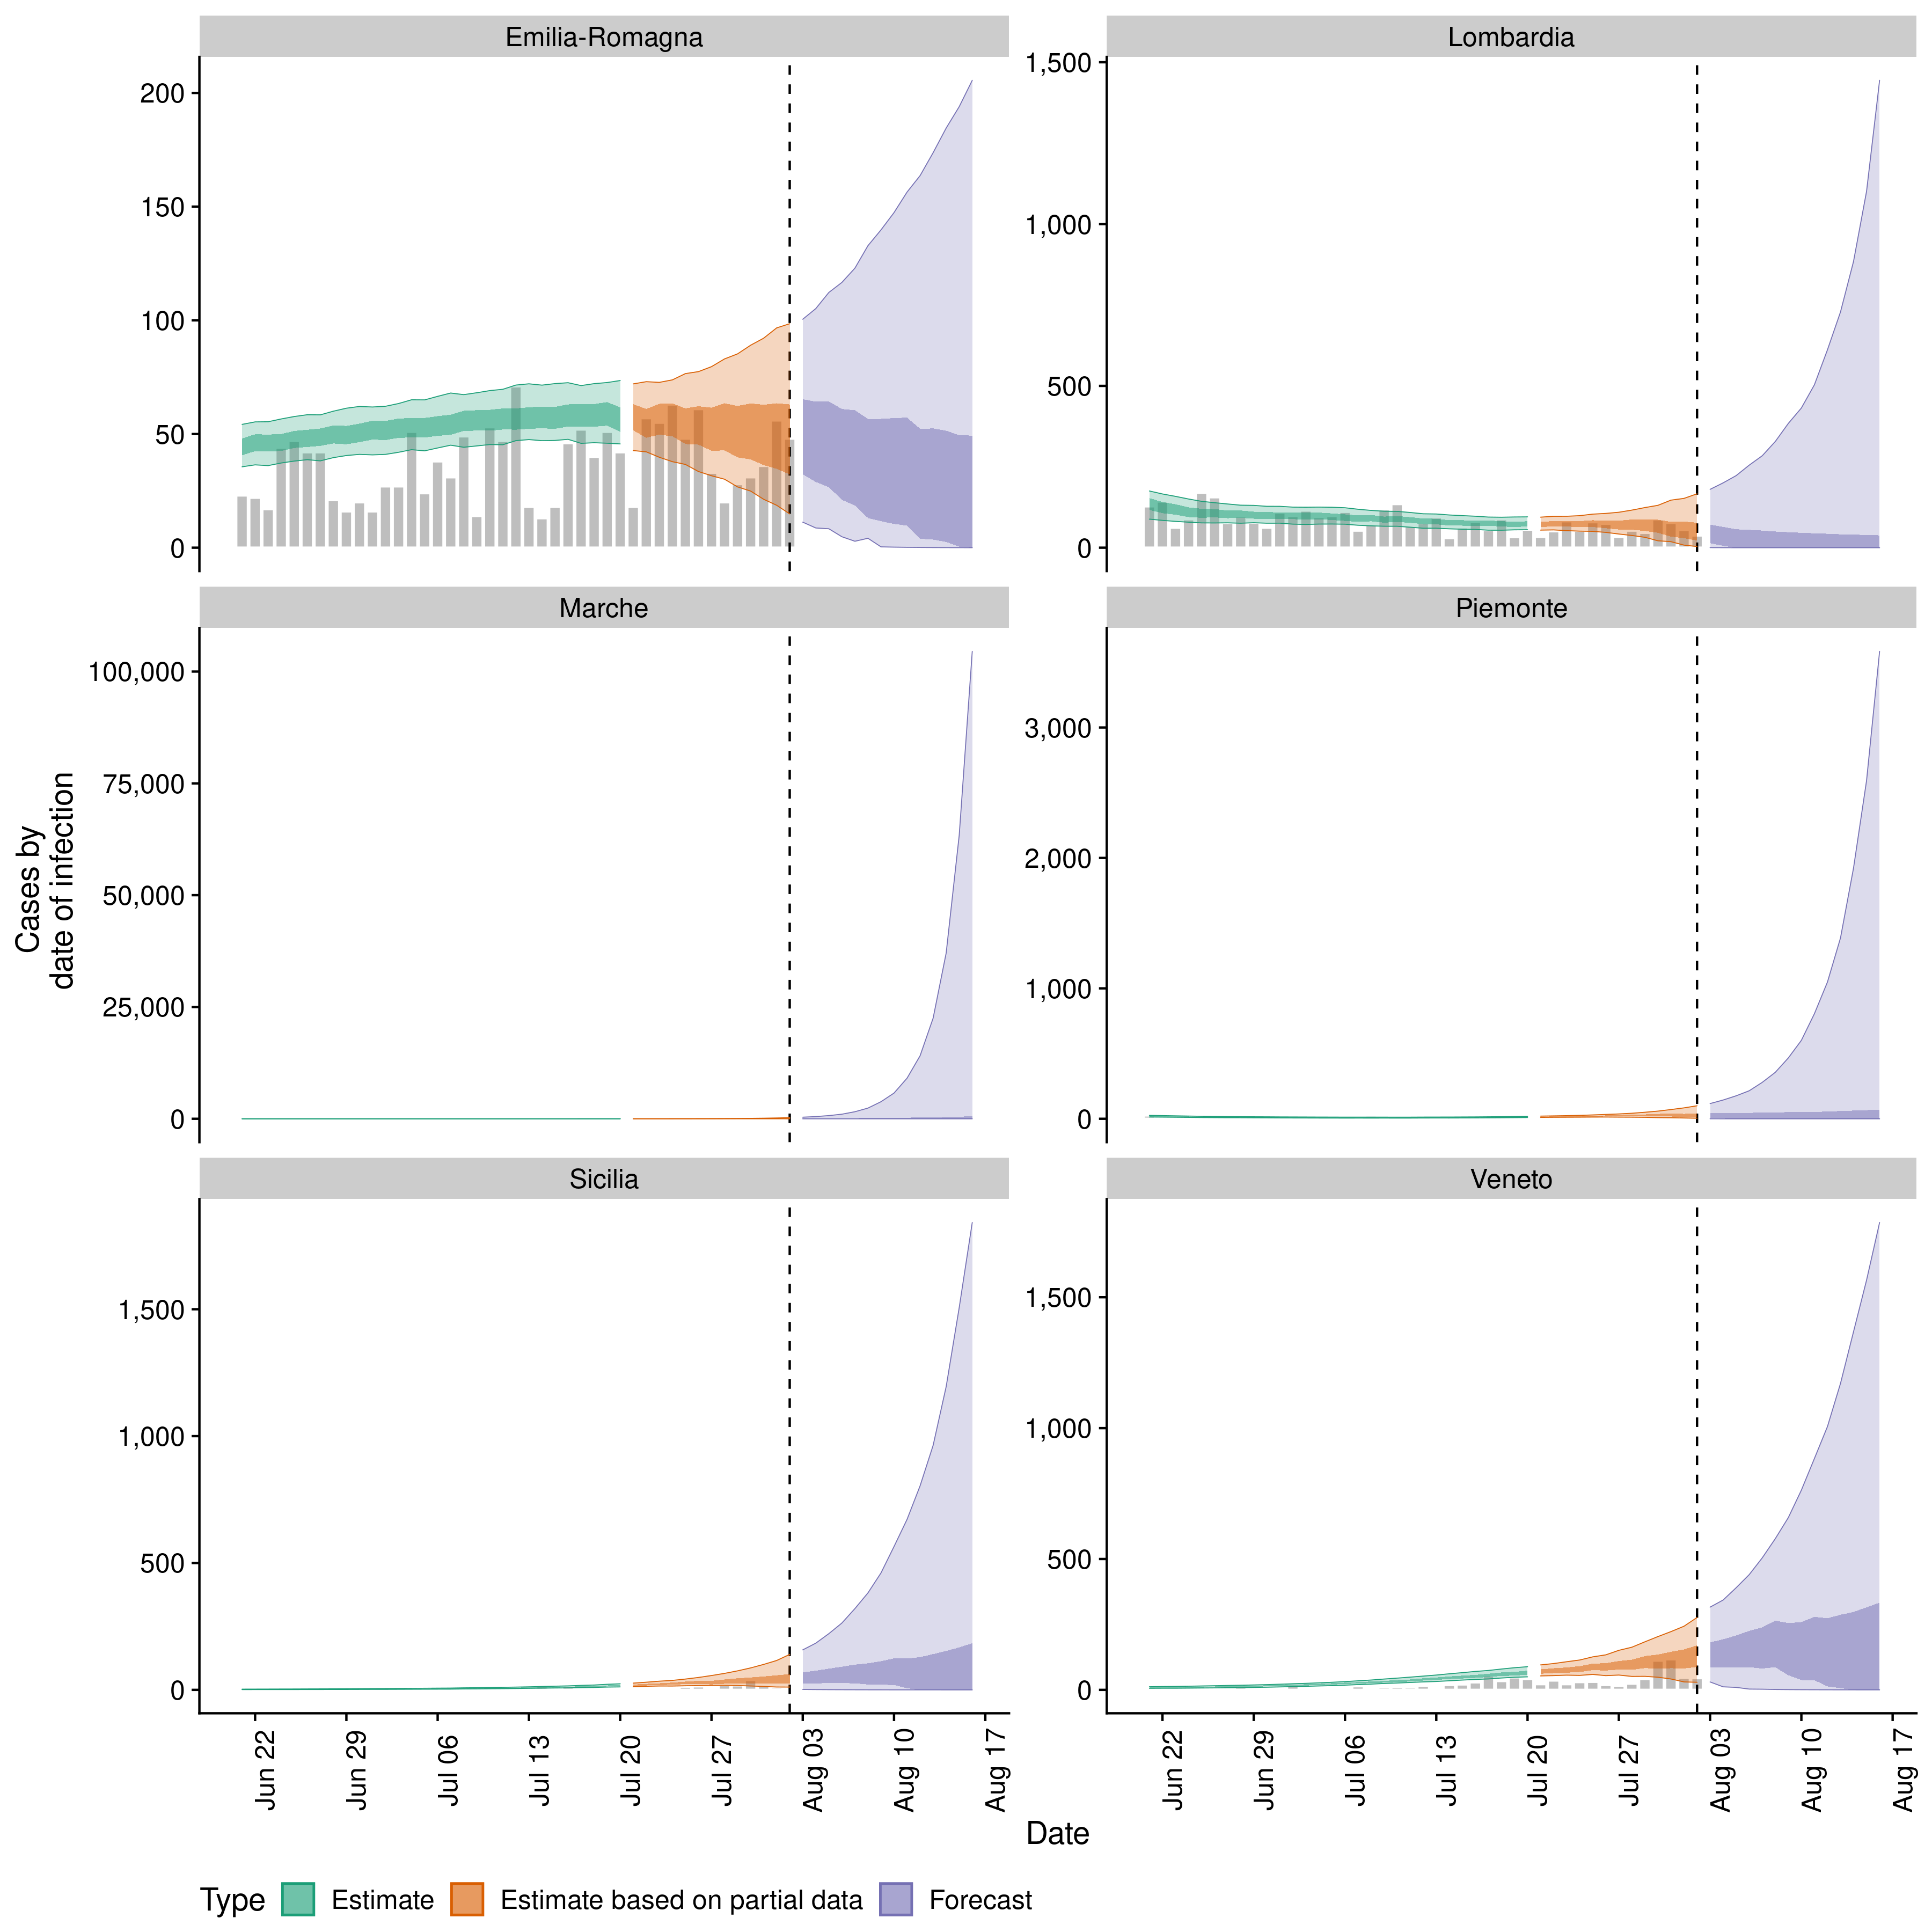 Emilia-Romagna
Lombardia
200
150
100
50
0
1,500
1,000
500
0
Marche
Piemonte
100,000
75,000
50,000
25,000
0
3,000
2,000
1,000
0
Cases by
date of infection
Sicilia
Veneto
1,500
1,000
500
0
1,500
1,000
500
0
Jun 22
Jun 29
Jul 06
Jul 13
Jul 20
Jul 27
Aug 03
Aug 10
Aug 17
Jun 22
Jun 29
Jul 06
Jul 13
Jul 20
Jul 27
Aug 03
Aug 10
Aug 17
Date
Type Estimate Estimate based on partial data Forecast